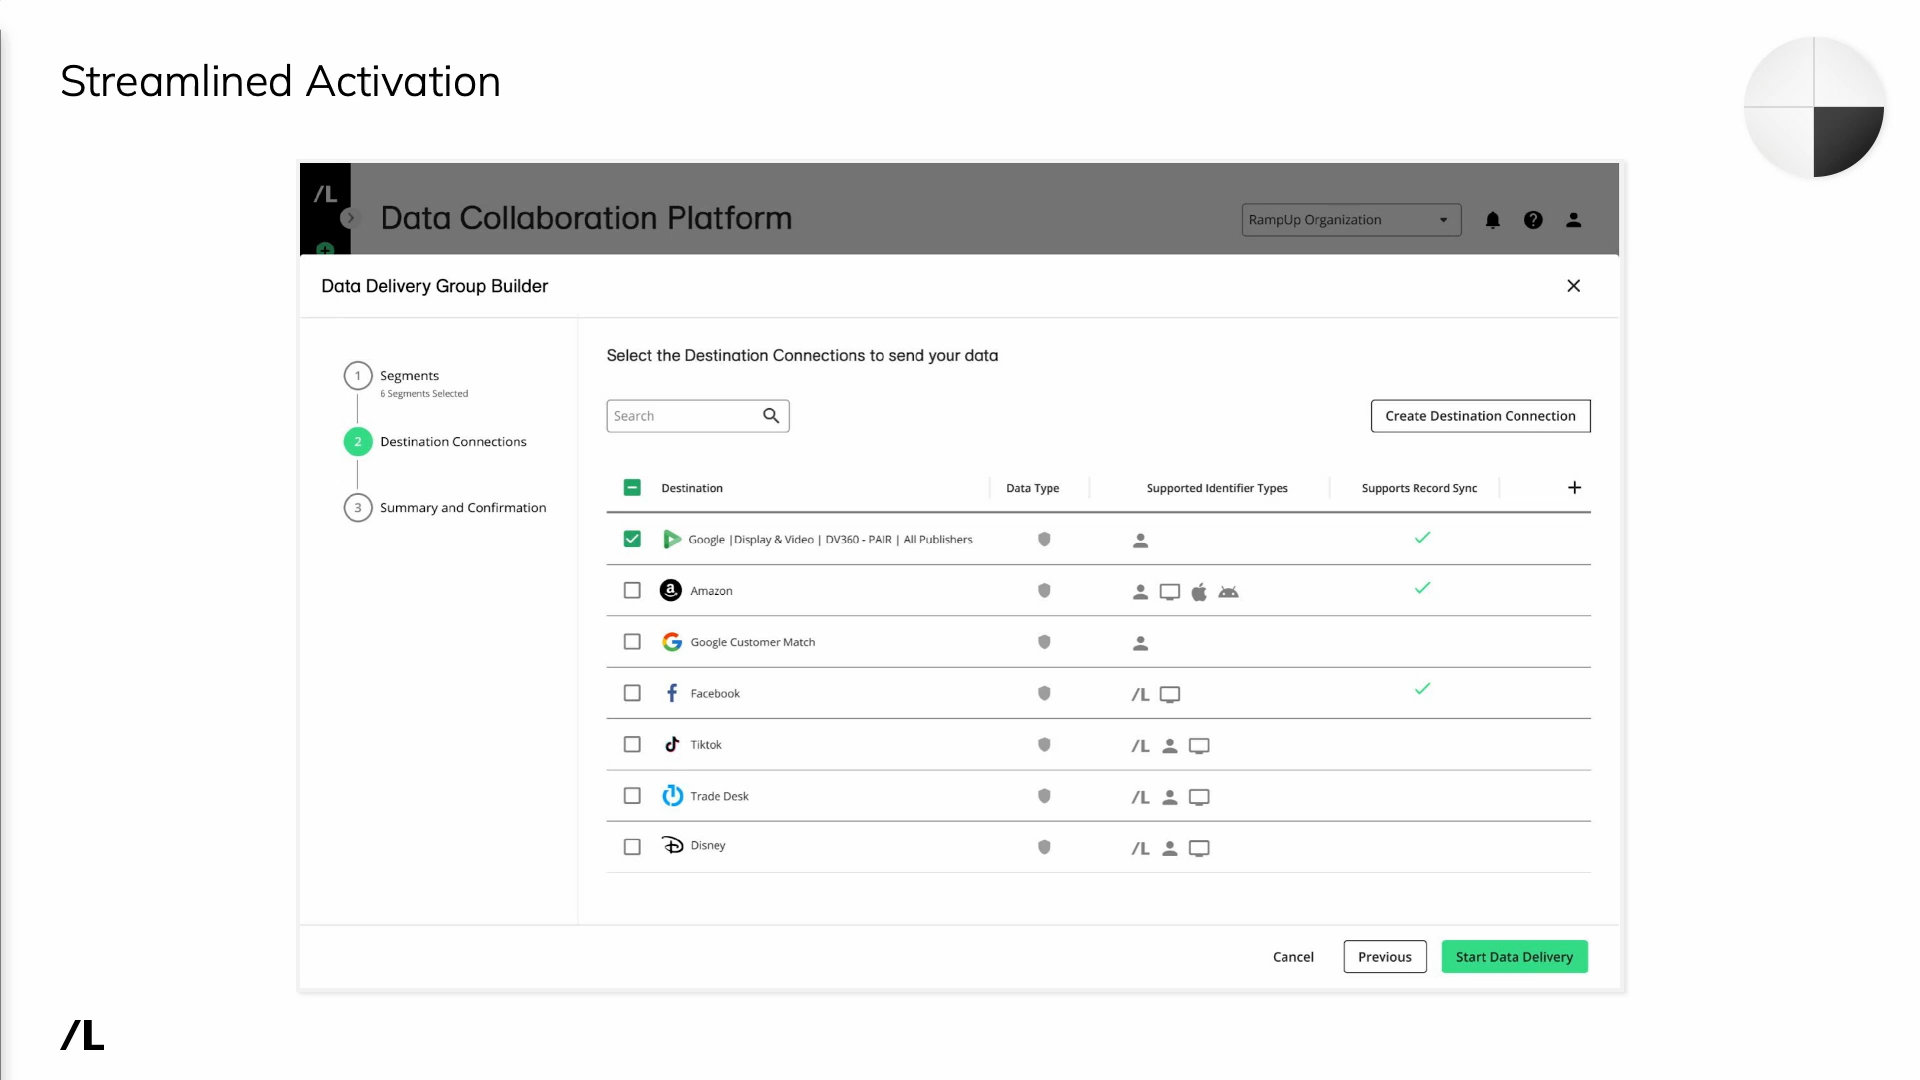 Streamlined Activation
/L
Data Collaboration Platform
RampUp Organization
Data Delivery Group Builder
1 Segments
6 Segments Selected
2 Destination Connections
3 Summary and Confirmation
Select the Destination Connections to send your data
Search
Create Destination Connection
Destination Data Type Supported Identifier Types Supports Record Sync
Google |Display & Video | DV360 - PAIR | All Publishers
Amazon
Google Customer Match
Facebook /L
Tiktok /L
Trade Desk /L
Disney /L
Cancel Previous Start Data Delivery
/L